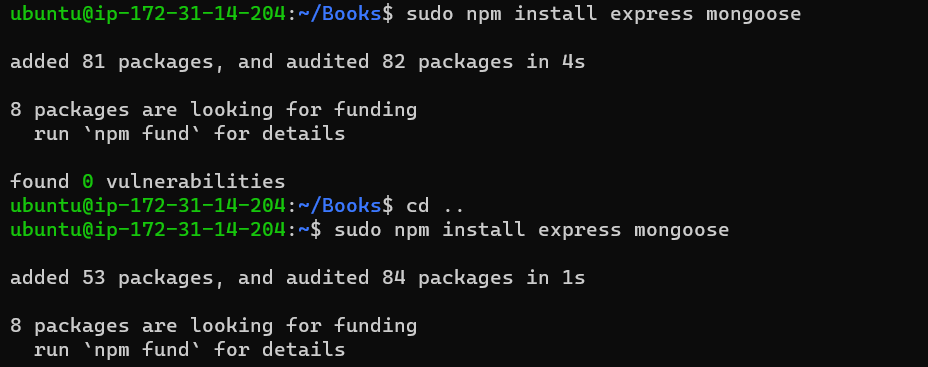 ubuntu@ip-172-31-14-204:~/Books$ sudo npm install express mongoose
added 81 packages, and audited 82 packages in 4s
8 packages are looking for funding
  run `npm fund` for details
found 0 vulnerabilities
ubuntu@ip-172-31-14-204:~/Books$ cd ..
ubuntu@ip-172-31-14-204:~$ sudo npm install express mongoose
added 53 packages, and audited 84 packages in 1s
8 packages are looking for funding
  run `npm fund` for details